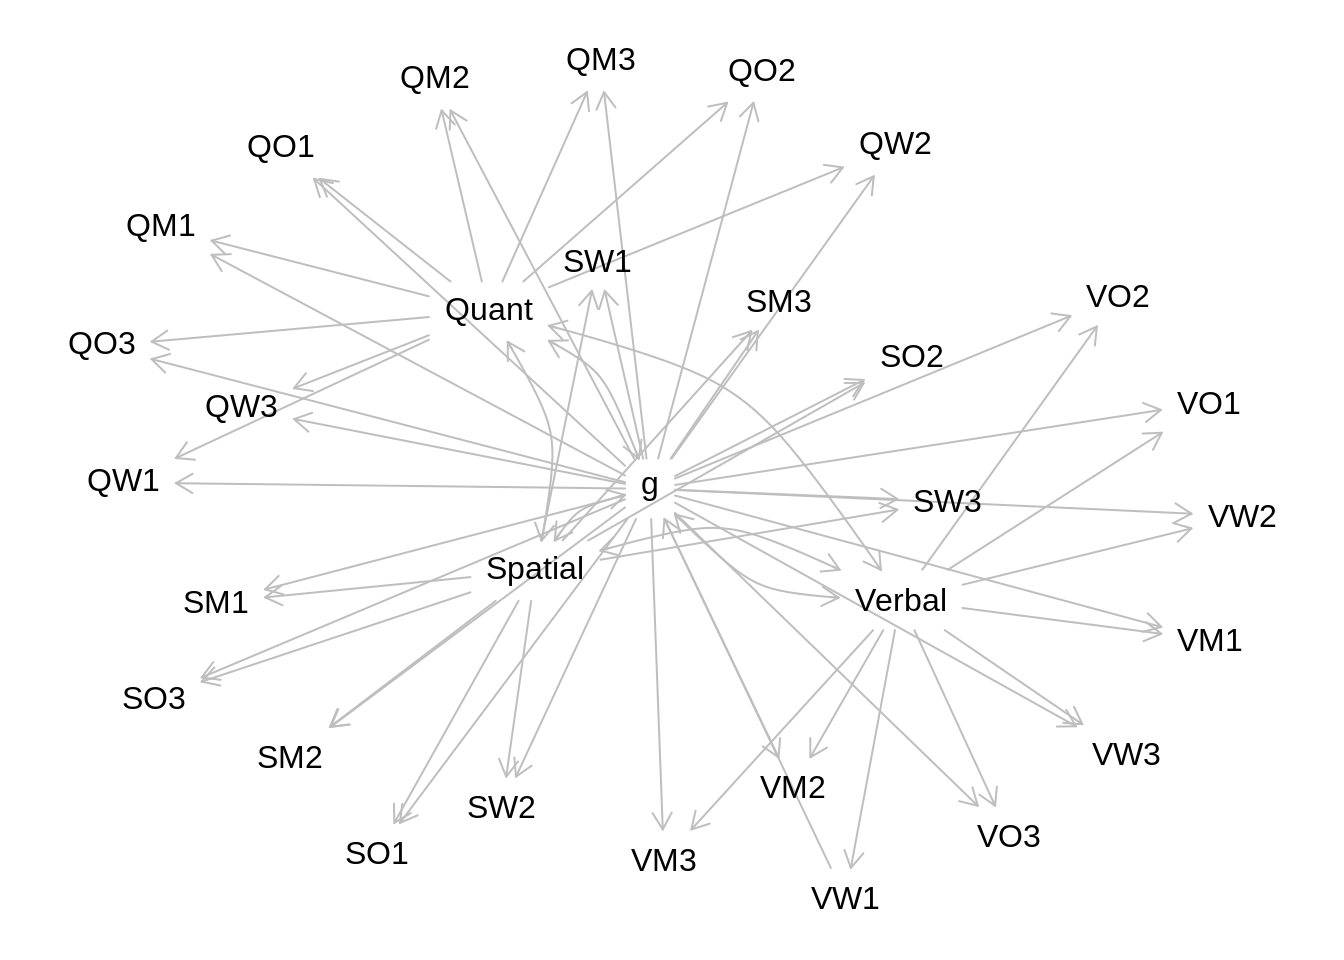 QM3
QO2
QM2
QW2
QO1
QM1
SW1
VO2
SM3
Quant
QO3
SO2
VO1
QW3
QW1
g
SW3
VW2
Spatial
Verbal
SM1
VM1
SO3
VW3
SM2
VM2
SW2
VO3
SO1
VM3
VW1